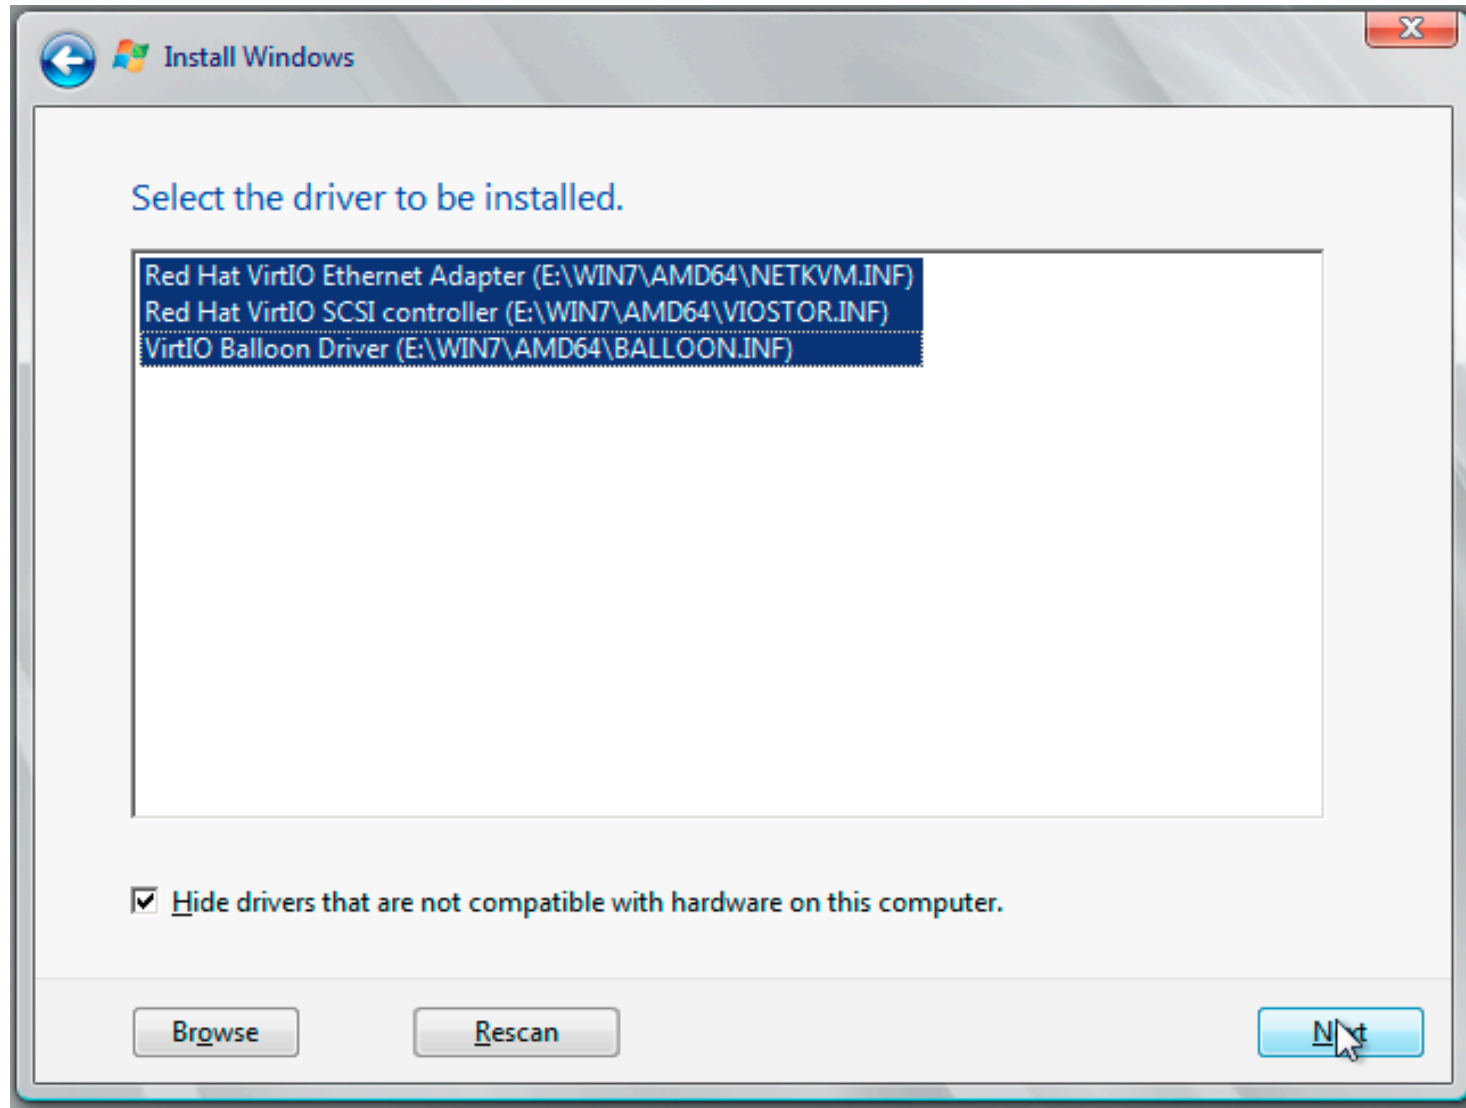 Install Windows
Select the driver to be installed.
Red Hat VirtIO Ethernet Adapter (E:\WIN7\AMD64\NETKVM.INF)
Red Hat VirtIO SCSI controller (E:\WIN7\AMD64\VIOSTOR.INF)
VirtIO Balloon Driver (E:\WIN7\AMD64\BALLOON.INF)
Hide drivers that are not compatible with hardware on this computer.
Browse
Rescan
Next